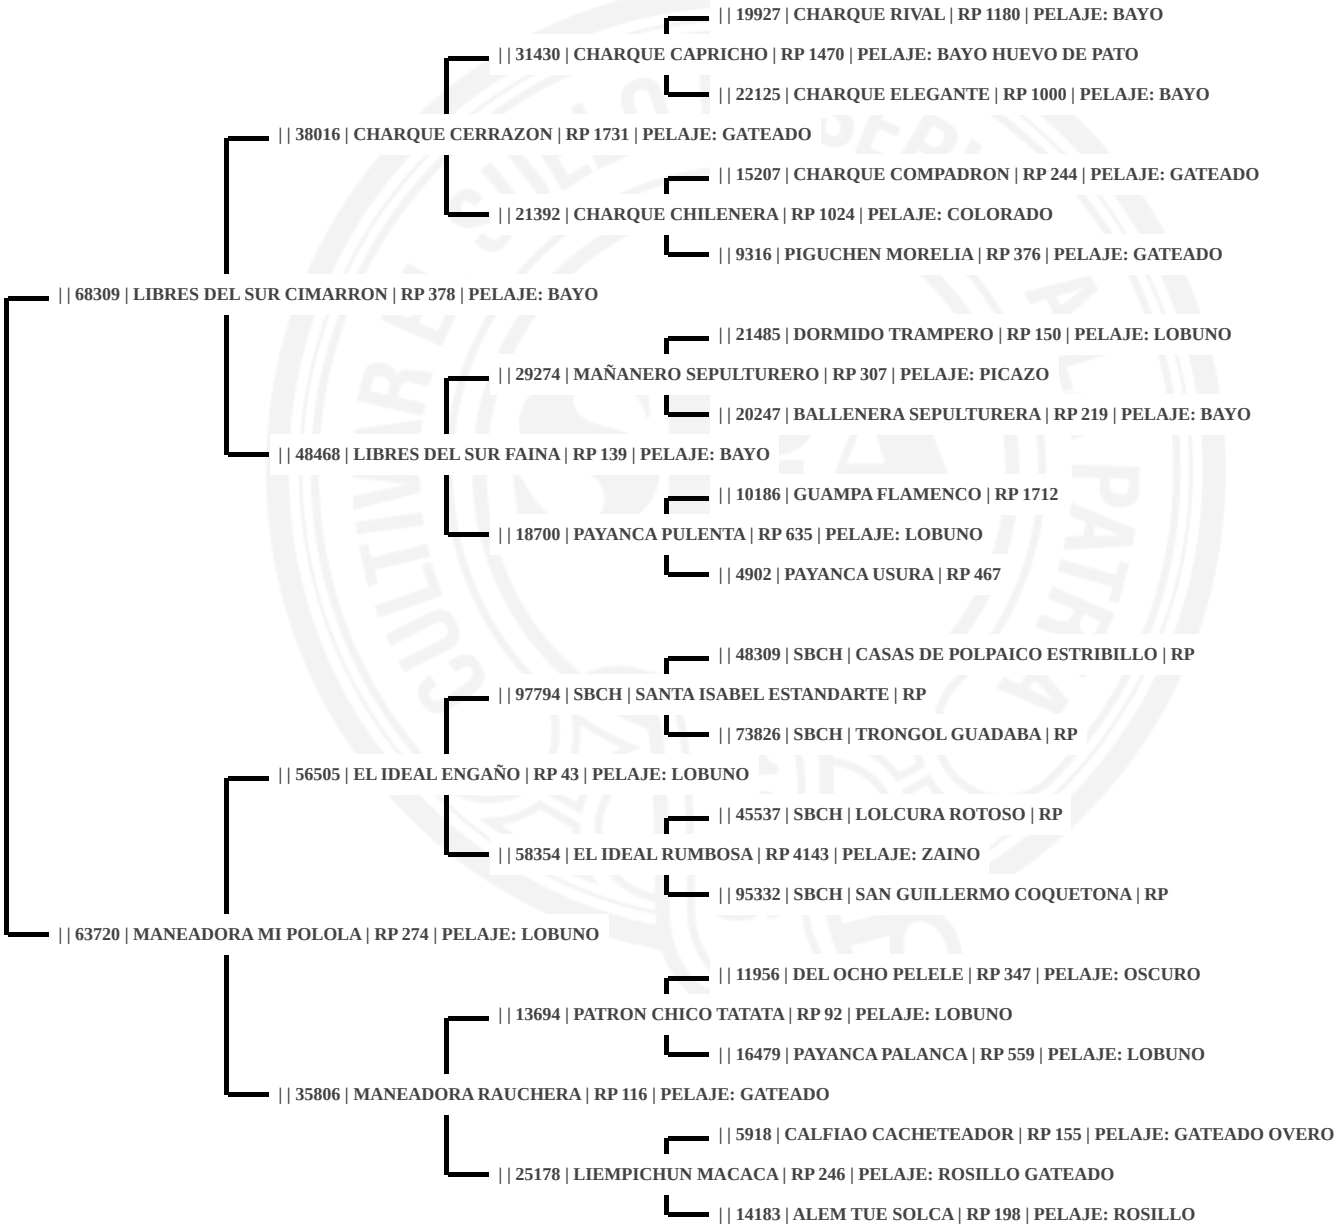 | | 19927 | CHARQUE RIVAL | RP 1180 | PELAJE: BAYO
| | 31430 | CHARQUE CAPRICHO | RP 1470 | PELAJE: BAYO HUEVO DE PATO
| | 22125 | CHARQUE ELEGANTE | RP 1000 | PELAJE: BAYO
| | 38016 | CHARQUE CERRAZON | RP 1731 | PELAJE: GATEADO
| | 15207 | CHARQUE COMPADRON | RP 244 | PELAJE: GATEADO
| | 21392 | CHARQUE CHILENERA | RP 1024 | PELAJE: COLORADO
| | 9316 | PIGUCHEN MORELIA | RP 376 | PELAJE: GATEADO
| | 68309 | LIBRES DEL SUR CIMARRON | RP 378 | PELAJE: BAYO
| | 21485 | DORMIDO TRAMPERO | RP 150 | PELAJE: LOBUNO
| | 29274 | MAÑANERO SEPULTURERO | RP 307 | PELAJE: PICAZO
| | 20247 | BALLENERA SEPULTURERA | RP 219 | PELAJE: BAYO
| | 48468 | LIBRES DEL SUR FAINA | RP 139 | PELAJE: BAYO
| | 10186 | GUAMPA FLAMENCO | RP 1712
| | 18700 | PAYANCA PULENTA | RP 635 | PELAJE: LOBUNO
| | 4902 | PAYANCA USURA | RP 467
| | 48309 | SBCH | CASAS DE POLPAICO ESTRIBILLO | RP
| | 97794 | SBCH | SANTA ISABEL ESTANDARTE | RP
| | 73826 | SBCH | TRONGOL GUADABA | RP
| | 56505 | EL IDEAL ENGAÑO | RP 43 | PELAJE: LOBUNO
| | 45537 | SBCH | LOLCURA ROTOSO | RP
| | 58354 | EL IDEAL RUMBOSA | RP 4143 | PELAJE: ZAINO
| | 95332 | SBCH | SAN GUILLERMO COQUETONA | RP
| | 63720 | MANEADORA MI POLOLA | RP 274 | PELAJE: LOBUNO
| | 11956 | DEL OCHO PELELE | RP 347 | PELAJE: OSCURO
| | 13694 | PATRON CHICO TATATA | RP 92 | PELAJE: LOBUNO
| | 16479 | PAYANCA PALANCA | RP 559 | PELAJE: LOBUNO
| | 35806 | MANEADORA RAUCHERA | RP 116 | PELAJE: GATEADO
| | 5918 | CALFIAO CACHETEADOR | RP 155 | PELAJE: GATEADO OVERO
| | 25178 | LIEMPICHUN MACACA | RP 246 | PELAJE: ROSILLO GATEADO
| | 14183 | ALEM TUE SOLCA | RP 198 | PELAJE: ROSILLO